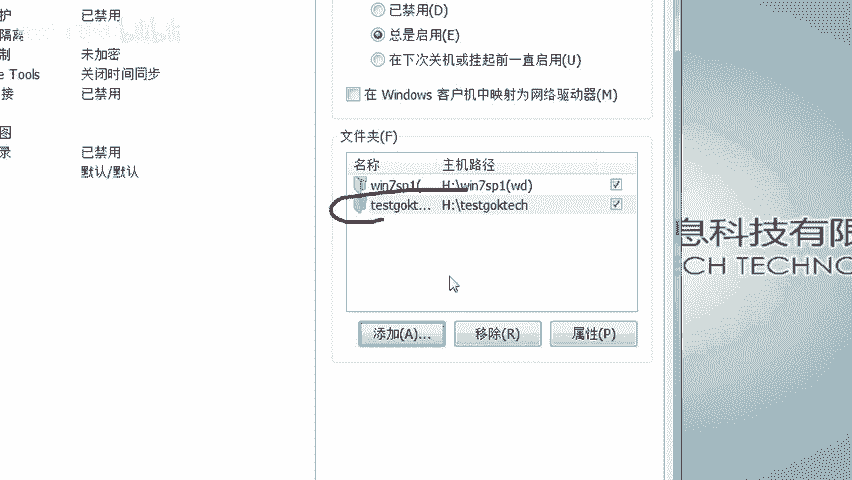 护
已禁用
已禁用(D)
隔离
总是启用(E)
制
未加密
在下次关机或挂起前一直启用(U)
e Tools
关闭时间同步
接
已禁用
在 Windows 客户机中映射为网络驱动器(M)
图
文件夹(F)
录
已禁用
默认/默认
名称
主机路径
win7sp1(
H:\win7sp1(wd)
testgokt...
H:\testgoktech
添加(A)...
移除(R)
属性(P)
息科技有限
CH TECHNO